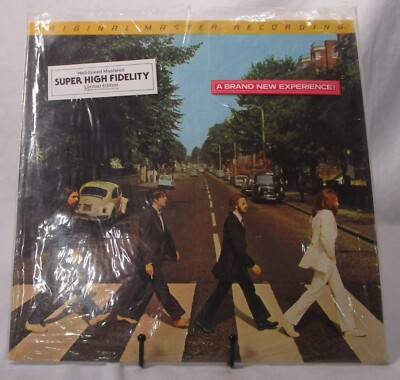 ORIGINAL MASTER RECORDING
Half-Speed Mastered
SUPER HIGH FIDELITY
Limited Edition
A BRAND NEW EXPERIENCE!